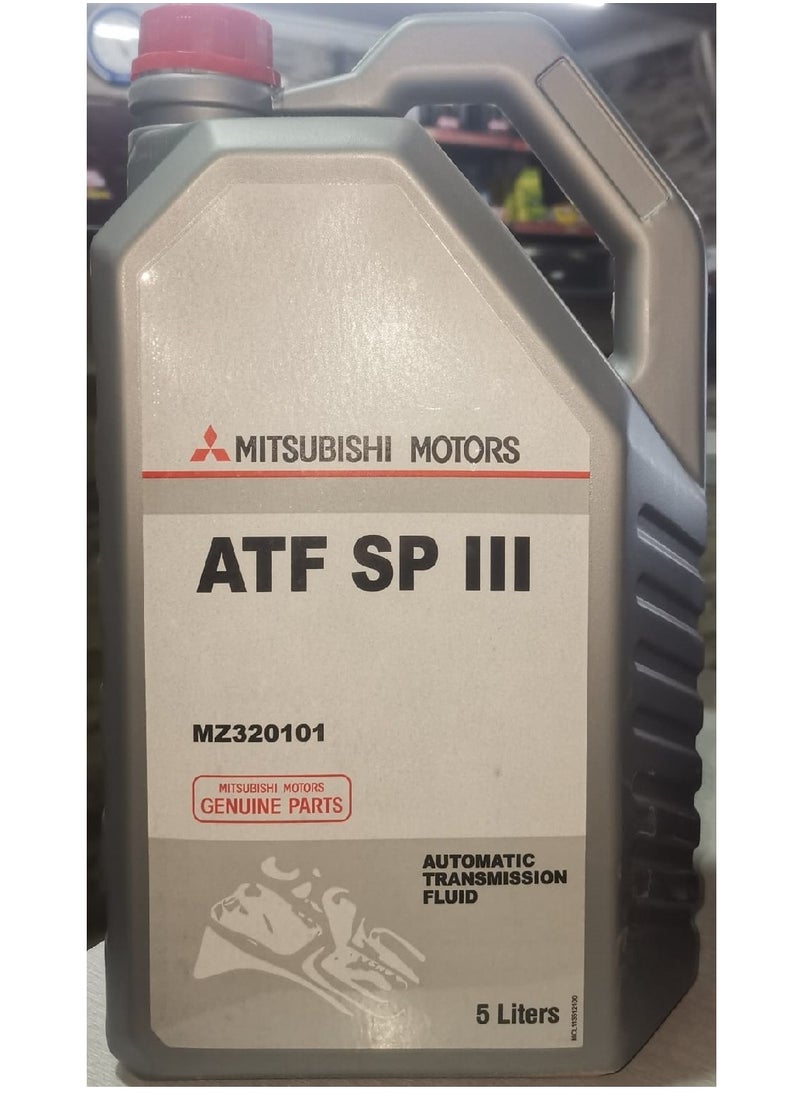 MITSUBISHI MOTORS
ATF SP III
MZ320101
MITSUBISHI MOTORS
GENUINE PARTS
AUTOMATIC
TRANSMISSION
FLUID
5 Liters